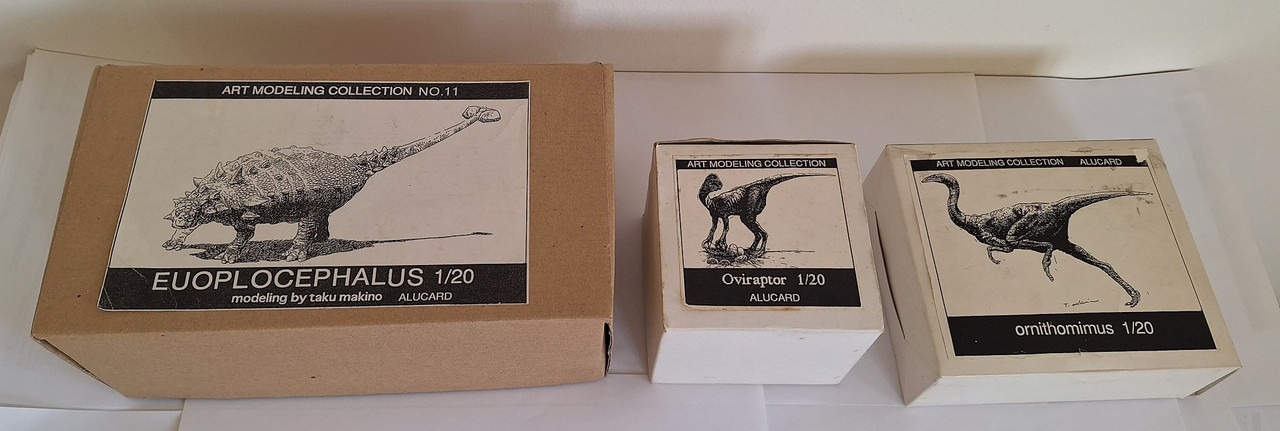 ART MODELING COLLECTION NO.11
EUOPLOCEPHALUS 1/20
modeling by taku makino ALUCARD
ART MODELING COLLECTION
Oviraptor 1/20
ALUCARD
ART MODELING COLLECTION ALUCARD
ornithomimus 1/20